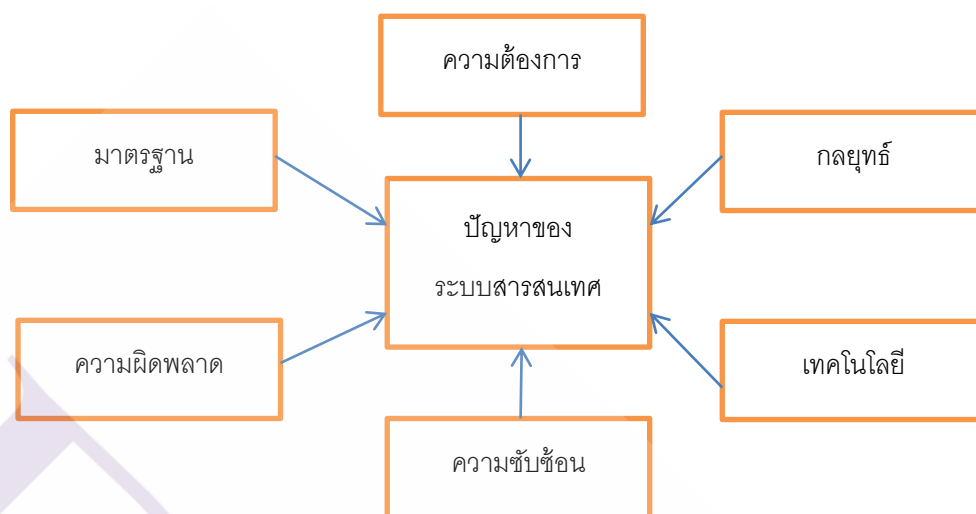 ความต้องการ
มาตรฐาน
กลยุทธ์
ปัญหาของ
ระบบสารสนเทศ
ความผิดพลาด
เทคโนโลยี
ความซับซ้อน